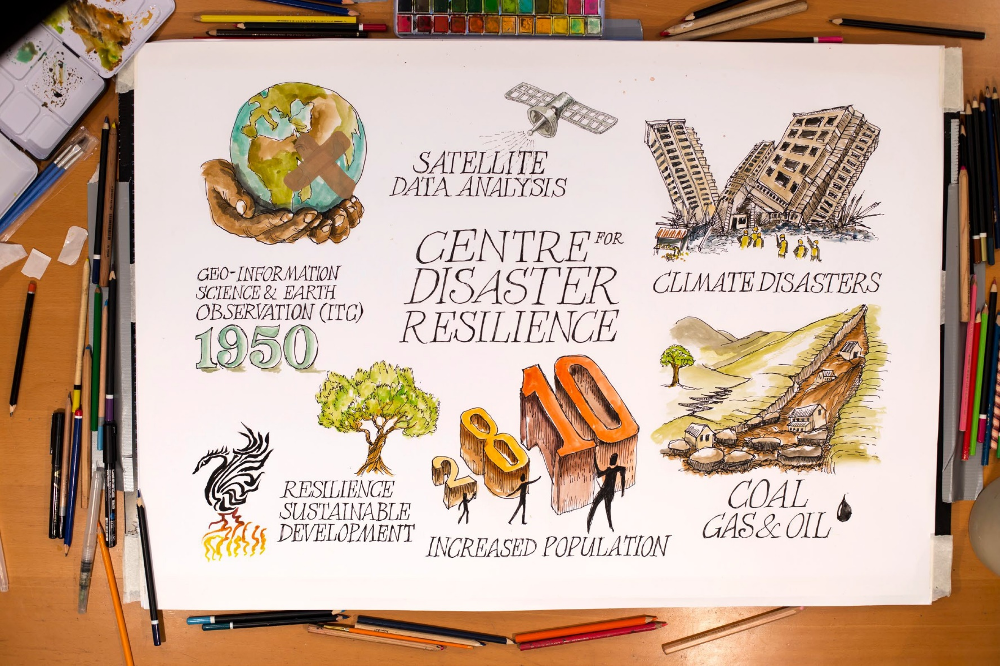 SATELLITE
DATA ANALYSIS
CENTRE FOR
DISASTER
RESILIENCE
GEO-INFORMATION
SCIENCE & EARTH
OBSERVATION (ITC)
1950
CLIMATE DISASTERS
RESILIENCE
SUSTAINABLE
DEVELOPMENT
2 8 10
INCREASED POPULATION
COAL
GAS & OIL